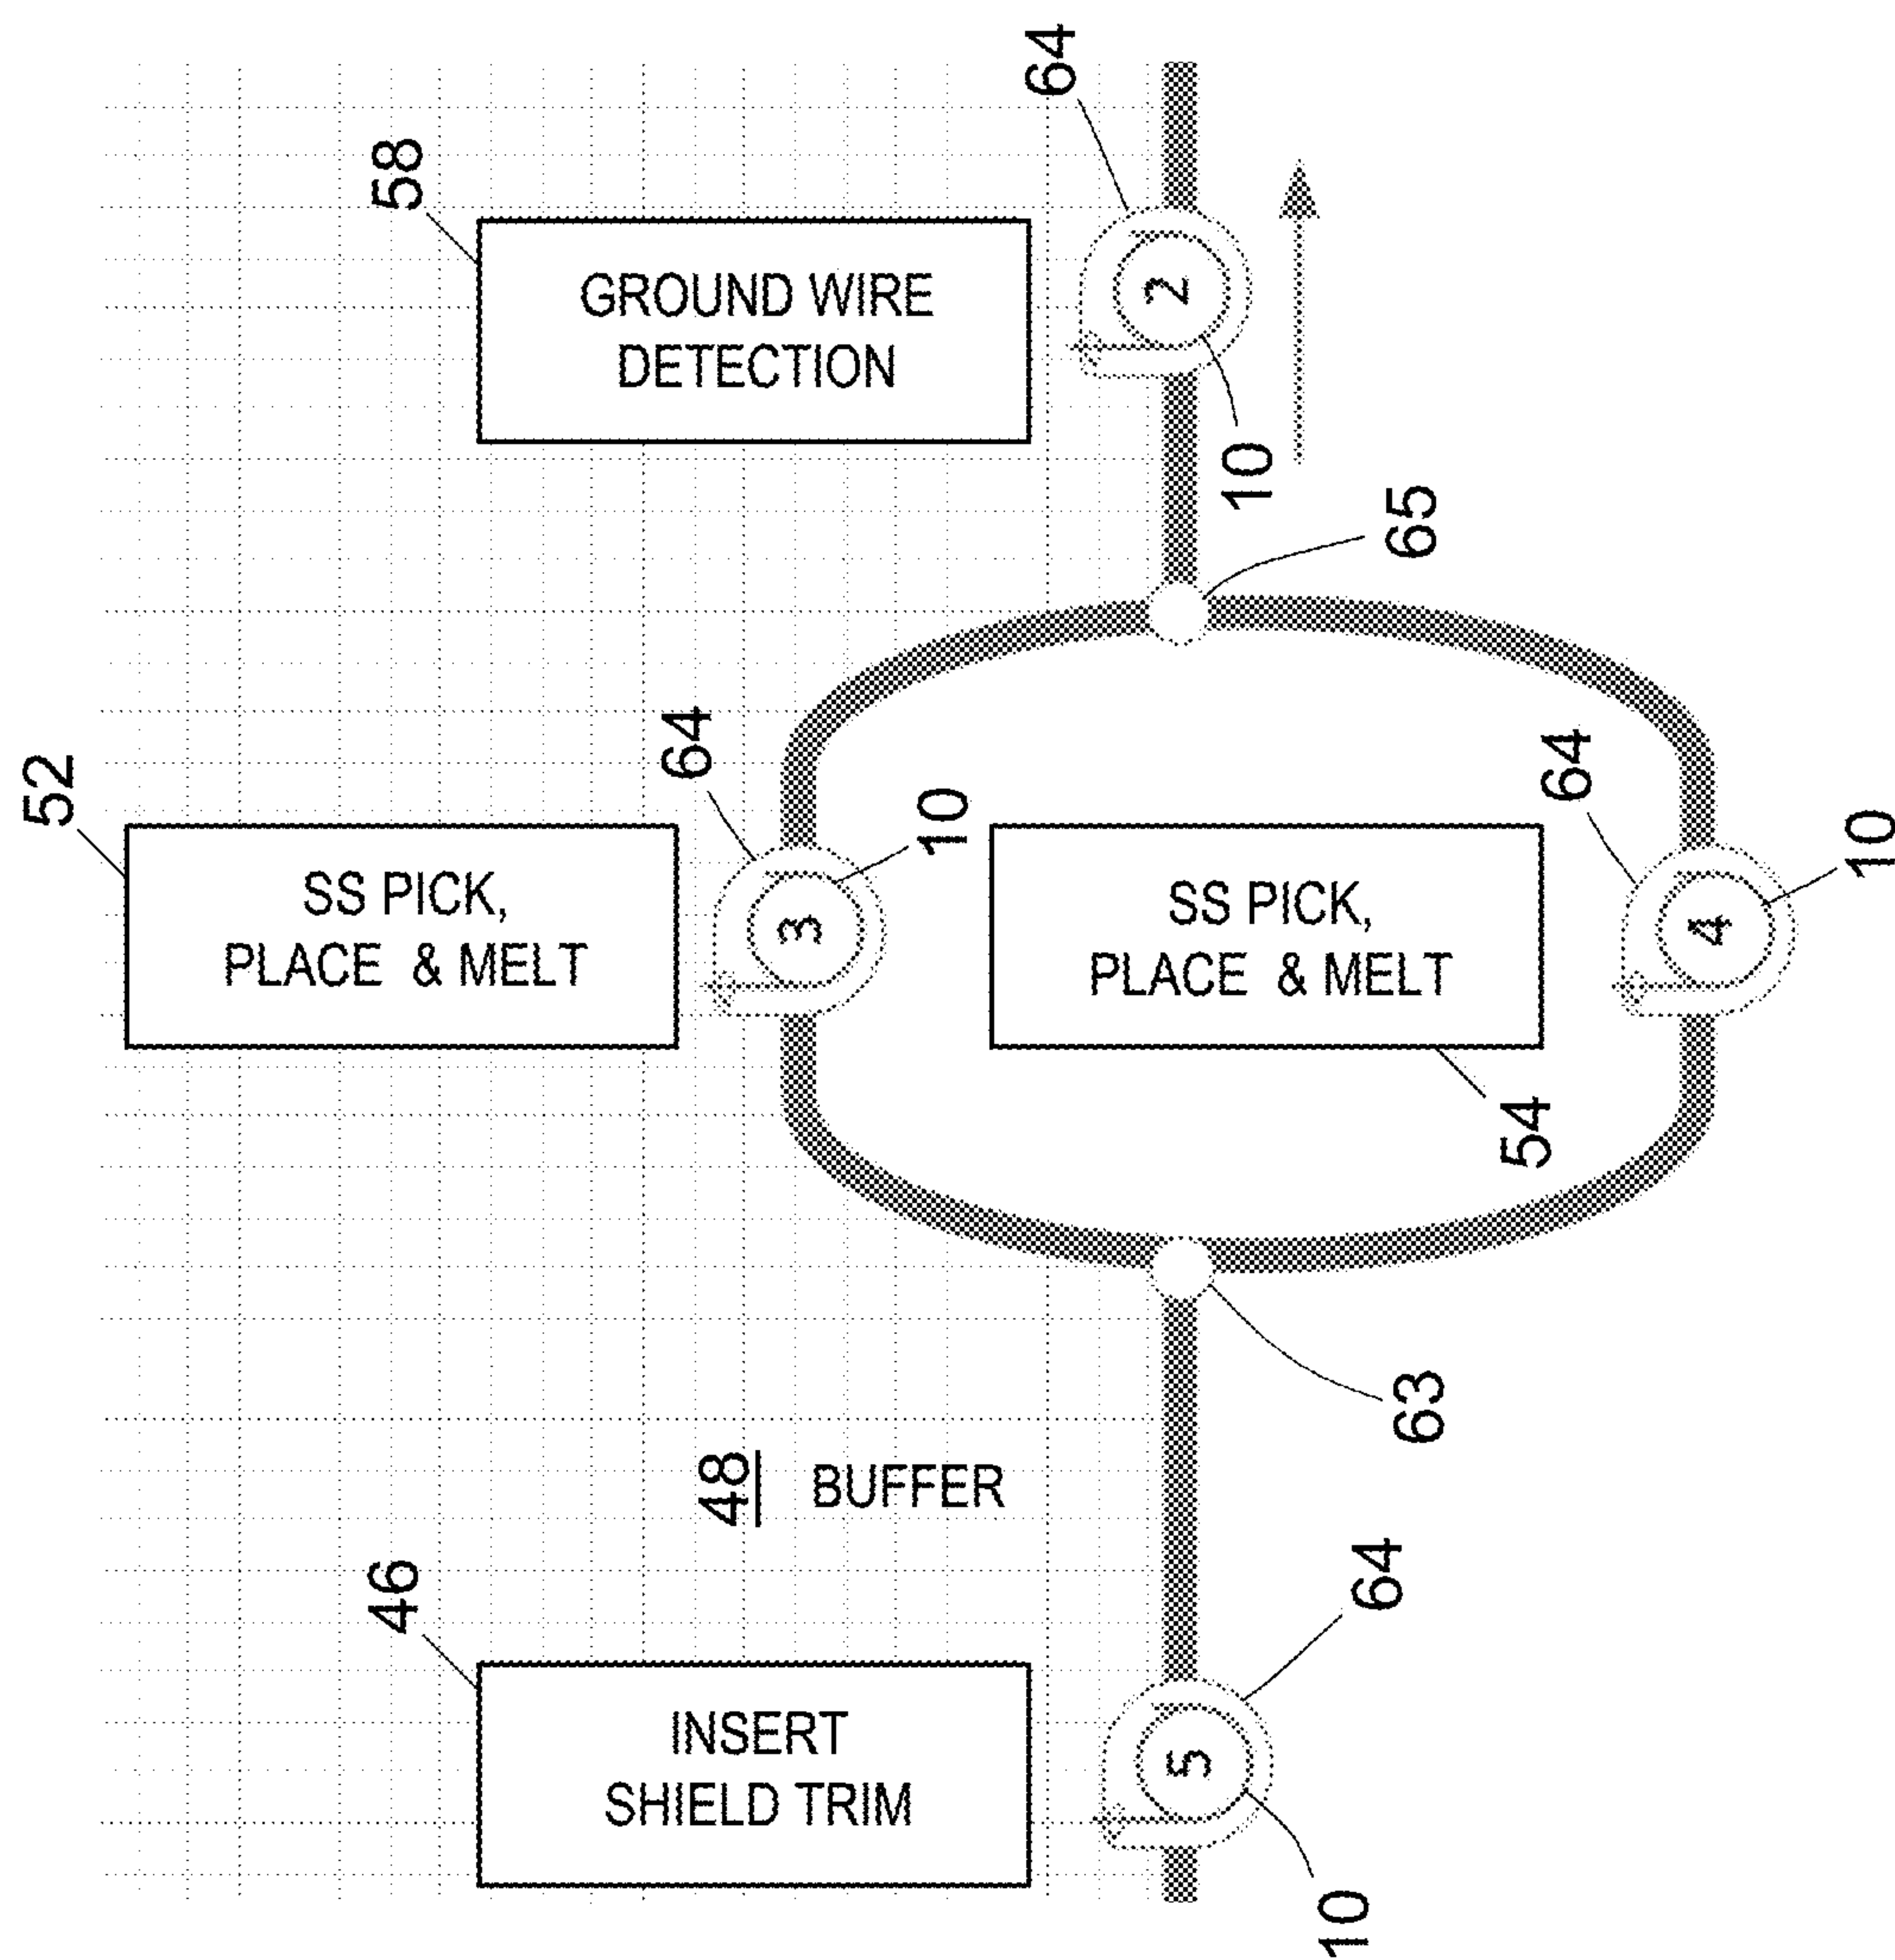 52
SS PICK,
PLACE & MELT
58
GROUND WIRE
DETECTION
64
64
3
10
2
10
SS PICK,
PLACE & MELT
54
65
64
4
10
46
INSERT
SHIELD TRIM
48 BUFFER
63
64
5
10